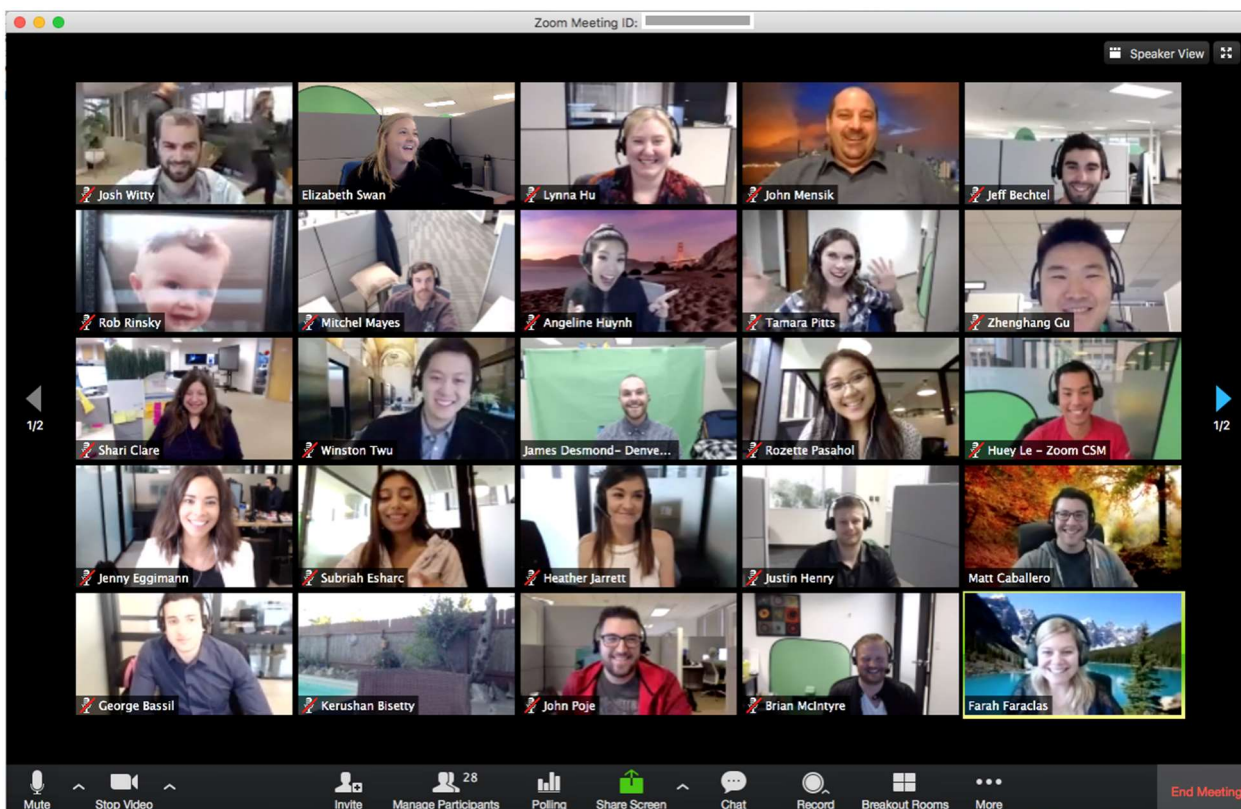 Zoom Meeting ID:
Speaker View
Josh Witty
Elizabeth Swan
Lynna Hu
John Mensik
Jeff Bechtel
Rob Rinsky
Mitchel Mayes
Angeline Huynh
Tamara Pitts
Zhenghang Gu
1/2
1/2
Shari Clare
Winston Twu
James Desmond- Denve...
Rozette Pasahol
Huey Le – Zoom CSM
Jenny Eggimann
Subriah Esharc
Heather Jarrett
Justin Henry
Matt Caballero
George Bassil
Kerushan Bisetty
John Poje
Brian McIntyre
Farah Faraclas
Mute
Stop Video
Invite
28
Manage Participants
Polling
Share Screen
Chat
Record
Breakout Rooms
More
End Meeting